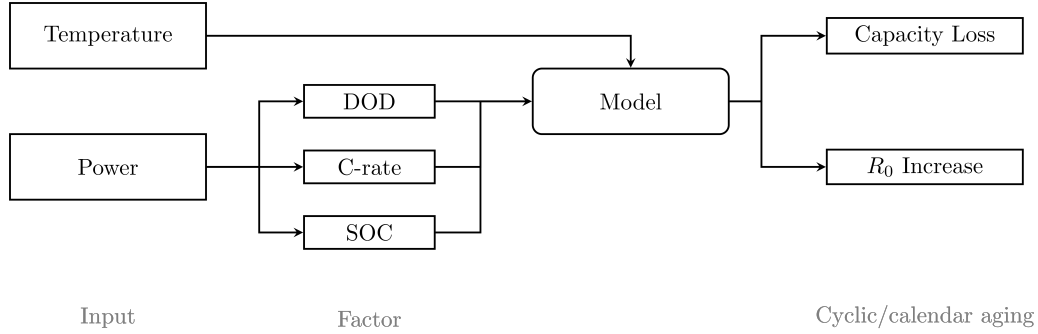 Temperature
Capacity Loss
DOD
Model
Power
C-rate
R₀ Increase
SOC
Input
Factor
Cyclic/calendar aging